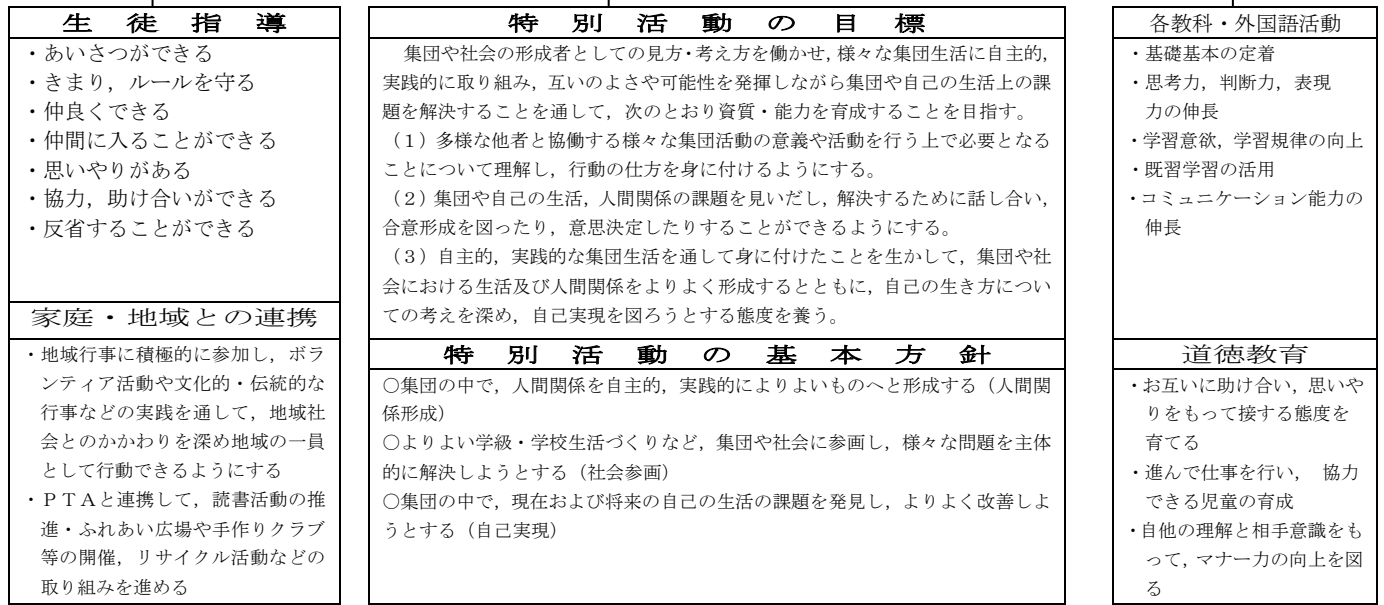 生徒指導
・あいさつができる
・きまり，ルールを守る
・仲良くできる
・仲間に入ることができる
・思いやりがある
・協力，助け合いができる
・反省することができる
家庭・地域との連携
・地域行事に積極的に参加し，ボラ
ンティア活動や文化的・伝統的な
行事などの実践を通して，地域社
会とのかかわりを深め地域の一員
として行動できるようにする
・ＰＴＡと連携して，読書活動の推
進・ふれあい広場や手作りクラブ
等の開催，リサイクル活動などの
取り組みを進める
特別活動の目標
集団や社会の形成者としての見方・考え方を働かせ，様々な集団生活に自主的，
実践的に取り組み，互いのよさや可能性を発揮しながら集団や自己の生活上の課
題を解決することを通して，次のとおり資質・能力を育成することを目指す。
（１）多様な他者と協働する様々な集団活動の意義や活動を行う上で必要となる
ことについて理解し，行動の仕方を身に付けるようにする。
（２）集団や自己の生活，人間関係の課題を見いだし，解決するために話し合い，
合意形成を図ったり，意思決定したりすることができるようにする。
（３）自主的，実践的な集団生活を通して身に付けたことを生かして，集団や社
会における生活及び人間関係をよりよく形成するとともに，自己の生き方につい
ての考えを深め，自己実現を図ろうとする態度を養う。
特別活動の基本方針
○集団の中で，人間関係を自主的，実践的によりよいものへと形成する（人間関
係形成）
○よりよい学級・学校生活づくりなど，集団や社会に参画し，様々な問題を主体
的に解決しようとする（社会参画）
○集団の中で，現在および将来の自己の生活の課題を発見し，よりよく改善しよ
うとする（自己実現）
各教科・外国語活動
・基礎基本の定着
・思考力，判断力，表現
力の伸長
・学習意欲，学習規律の向上
・既習学習の活用
・コミュニケーション能力の
伸長
道徳教育
・お互いに助け合い，思いや
りをもって接する態度を
育てる
・進んで仕事を行い，　協力
できる児童の育成
・自他の理解と相手意識をも
って，マナー力の向上を図
る